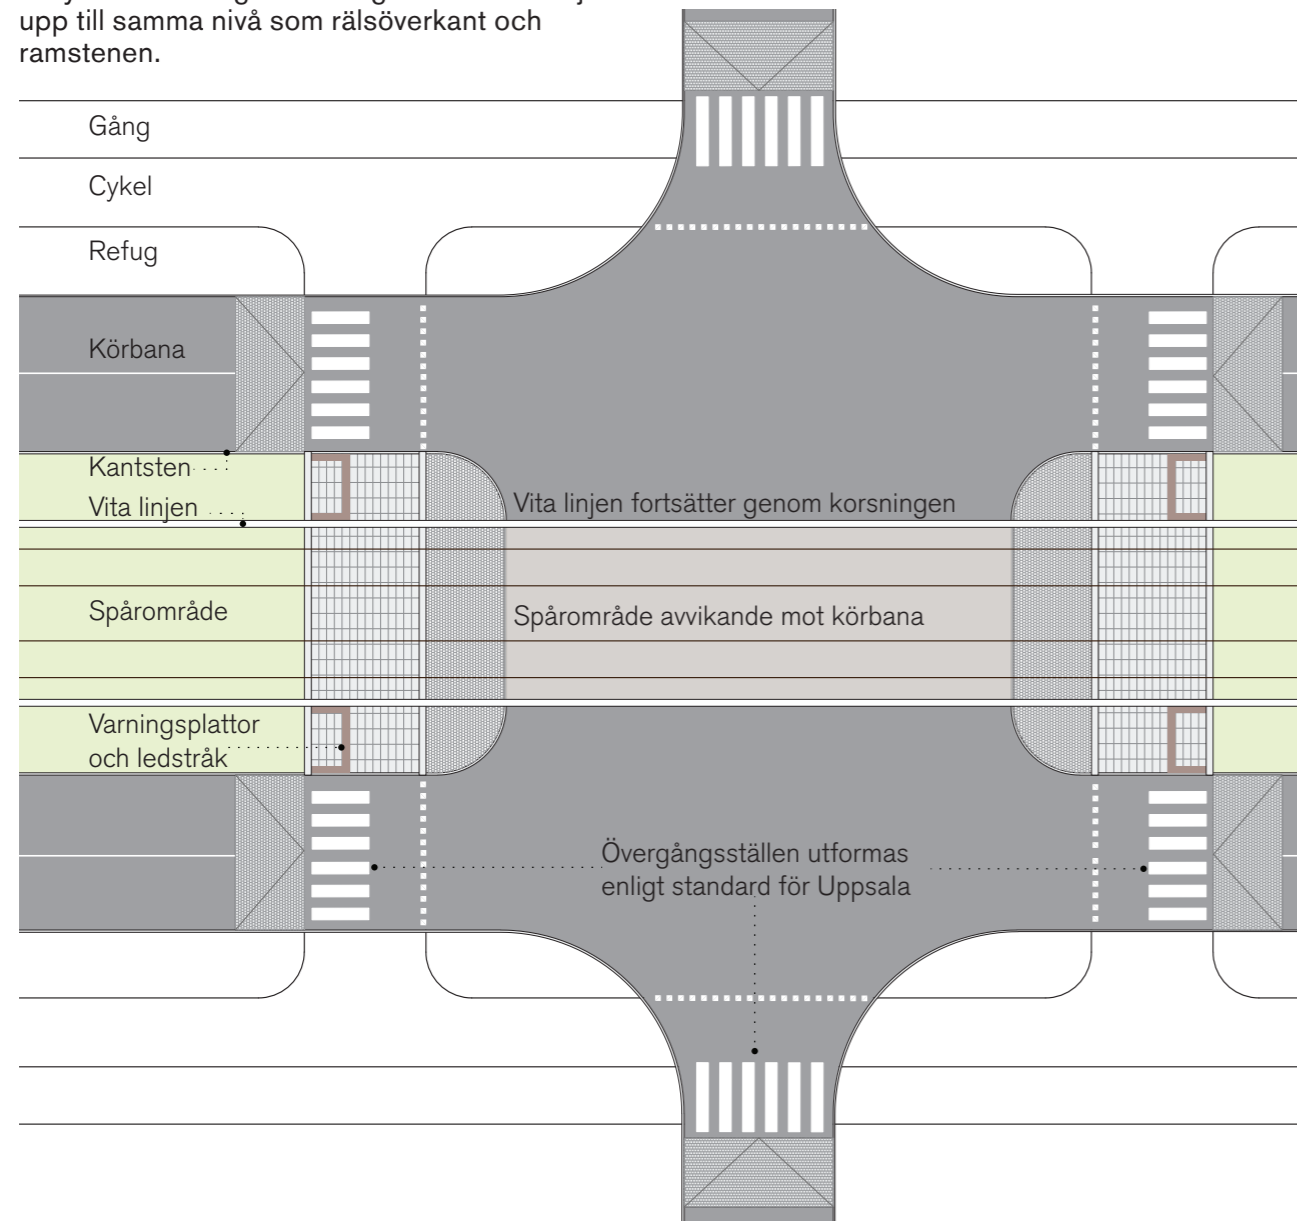 upp till samma nivå som rälsöverkant och
ramstenen.
Gång
Cykel
Refug
Körbana
Kantsten
Vita linjen
Vita linjen fortsätter genom korsningen
Spårområde
Spårområde avvikande mot körbana
Varningsplattor
och ledstråk
Övergångsställen utformas
enligt standard för Uppsala